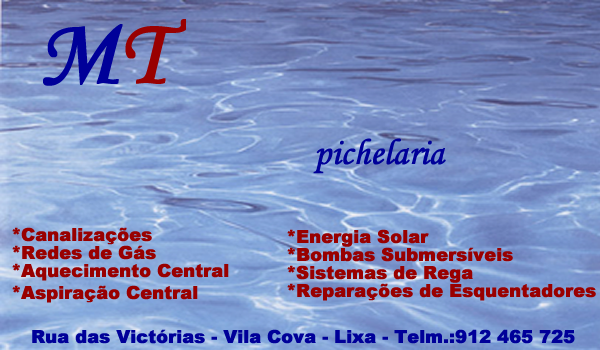 MT
pichelaria
*Canalizações
*Redes de Gás
*Aquecimento Central
*Aspiração Central
*Energia Solar
*Bombas Submersíveis
*Sistemas de Rega
*Reparações de Esquentadores
Rua das Victórias - Vila Cova - Lixa - Telm.:912 465 725